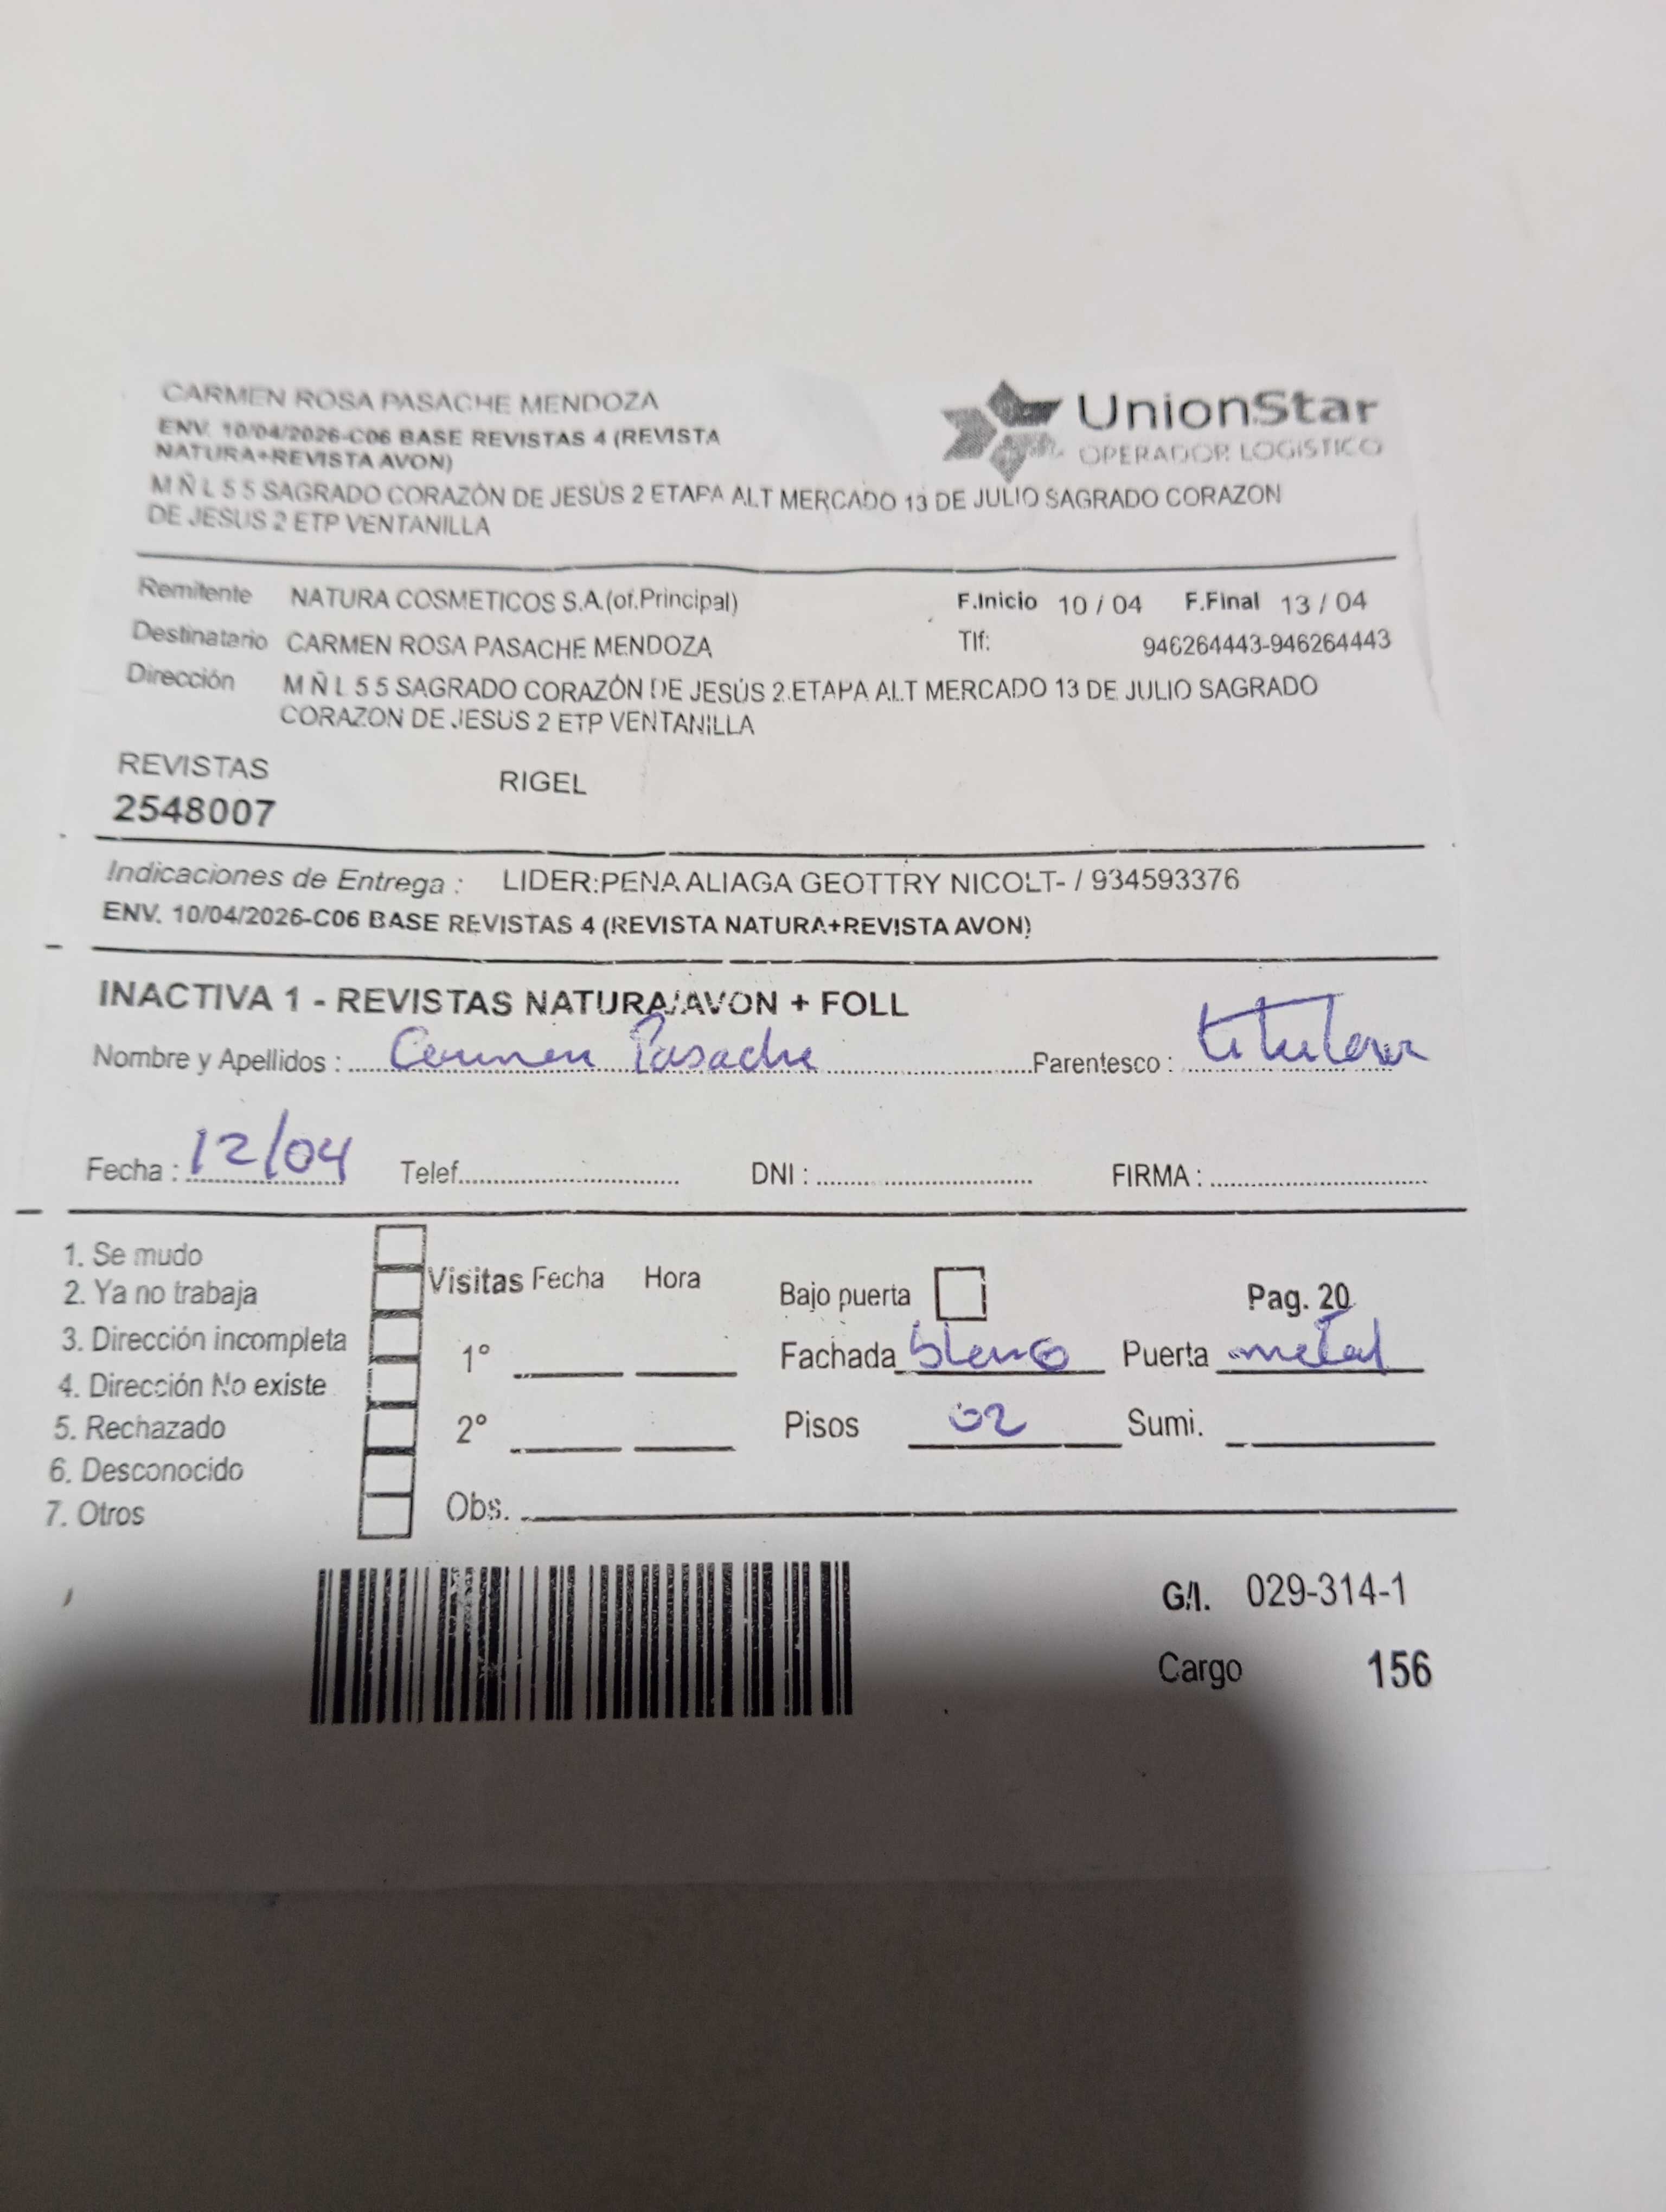 CARMEN ROSA PASACHE MENDOZA
ENV. 10/04/2026-C06 BASE REVISTAS 4 (REVISTA
NATURA+REVISTA AVON)
UnionStar
OPERADOR LOGISTICO
M Ñ L 5 5 SAGRADO CORAZÓN DE JESÚS 2 ETAPA ALT MERCADO 13 DE JULIO SAGRADO CORAZON
DE JESUS 2 ETP VENTANILLA
Remitente NATURA COSMETICOS S.A.(of.Principal) F.Inicio 10 / 04 F.Final 13 / 04
Destinatario CARMEN ROSA PASACHE MENDOZA Tlf: 946264443-946264443
Dirección M Ñ L 5 5 SAGRADO CORAZÓN DE JESÚS 2 ETAPA ALT MERCADO 13 DE JULIO SAGRADO
CORAZON DE JESUS 2 ETP VENTANILLA
REVISTAS RIGEL
2548007
Indicaciones de Entrega : LIDER:PENA ALIAGA GEOTTRY NICOLT- / 934593376
ENV. 10/04/2026-C06 BASE REVISTAS 4 (REVISTA NATURA+REVISTA AVON)
INACTIVA 1 - REVISTAS NATURA/AVON + FOLL
Nombre y Apellidos : Carmen Pasache Parentesco : titular
Fecha : 12/04 Telef. DNI : FIRMA :
1. Se mudo
2. Ya no trabaja
3. Dirección incompleta
4. Dirección No existe
5. Rechazado
6. Desconocido
7. Otros
Visitas Fecha Hora
1°
2°
Obs.
Bajo puerta Pag. 20
Fachada blanco Puerta metal
Pisos 02 Sumi.
G/I. 029-314-1
Cargo 156